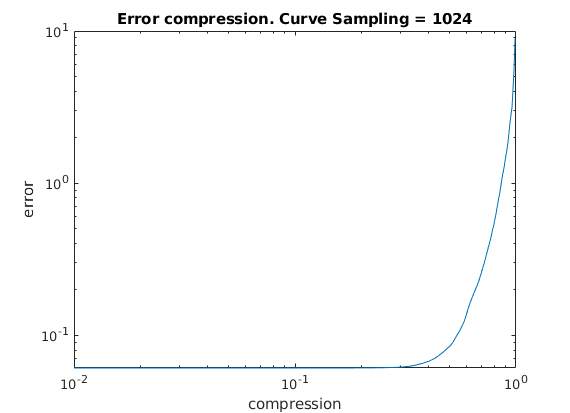 Error compression. Curve Sampling = 1024
10^1
10^0
10^-1
error
10^-2
10^-1
10^0
compression